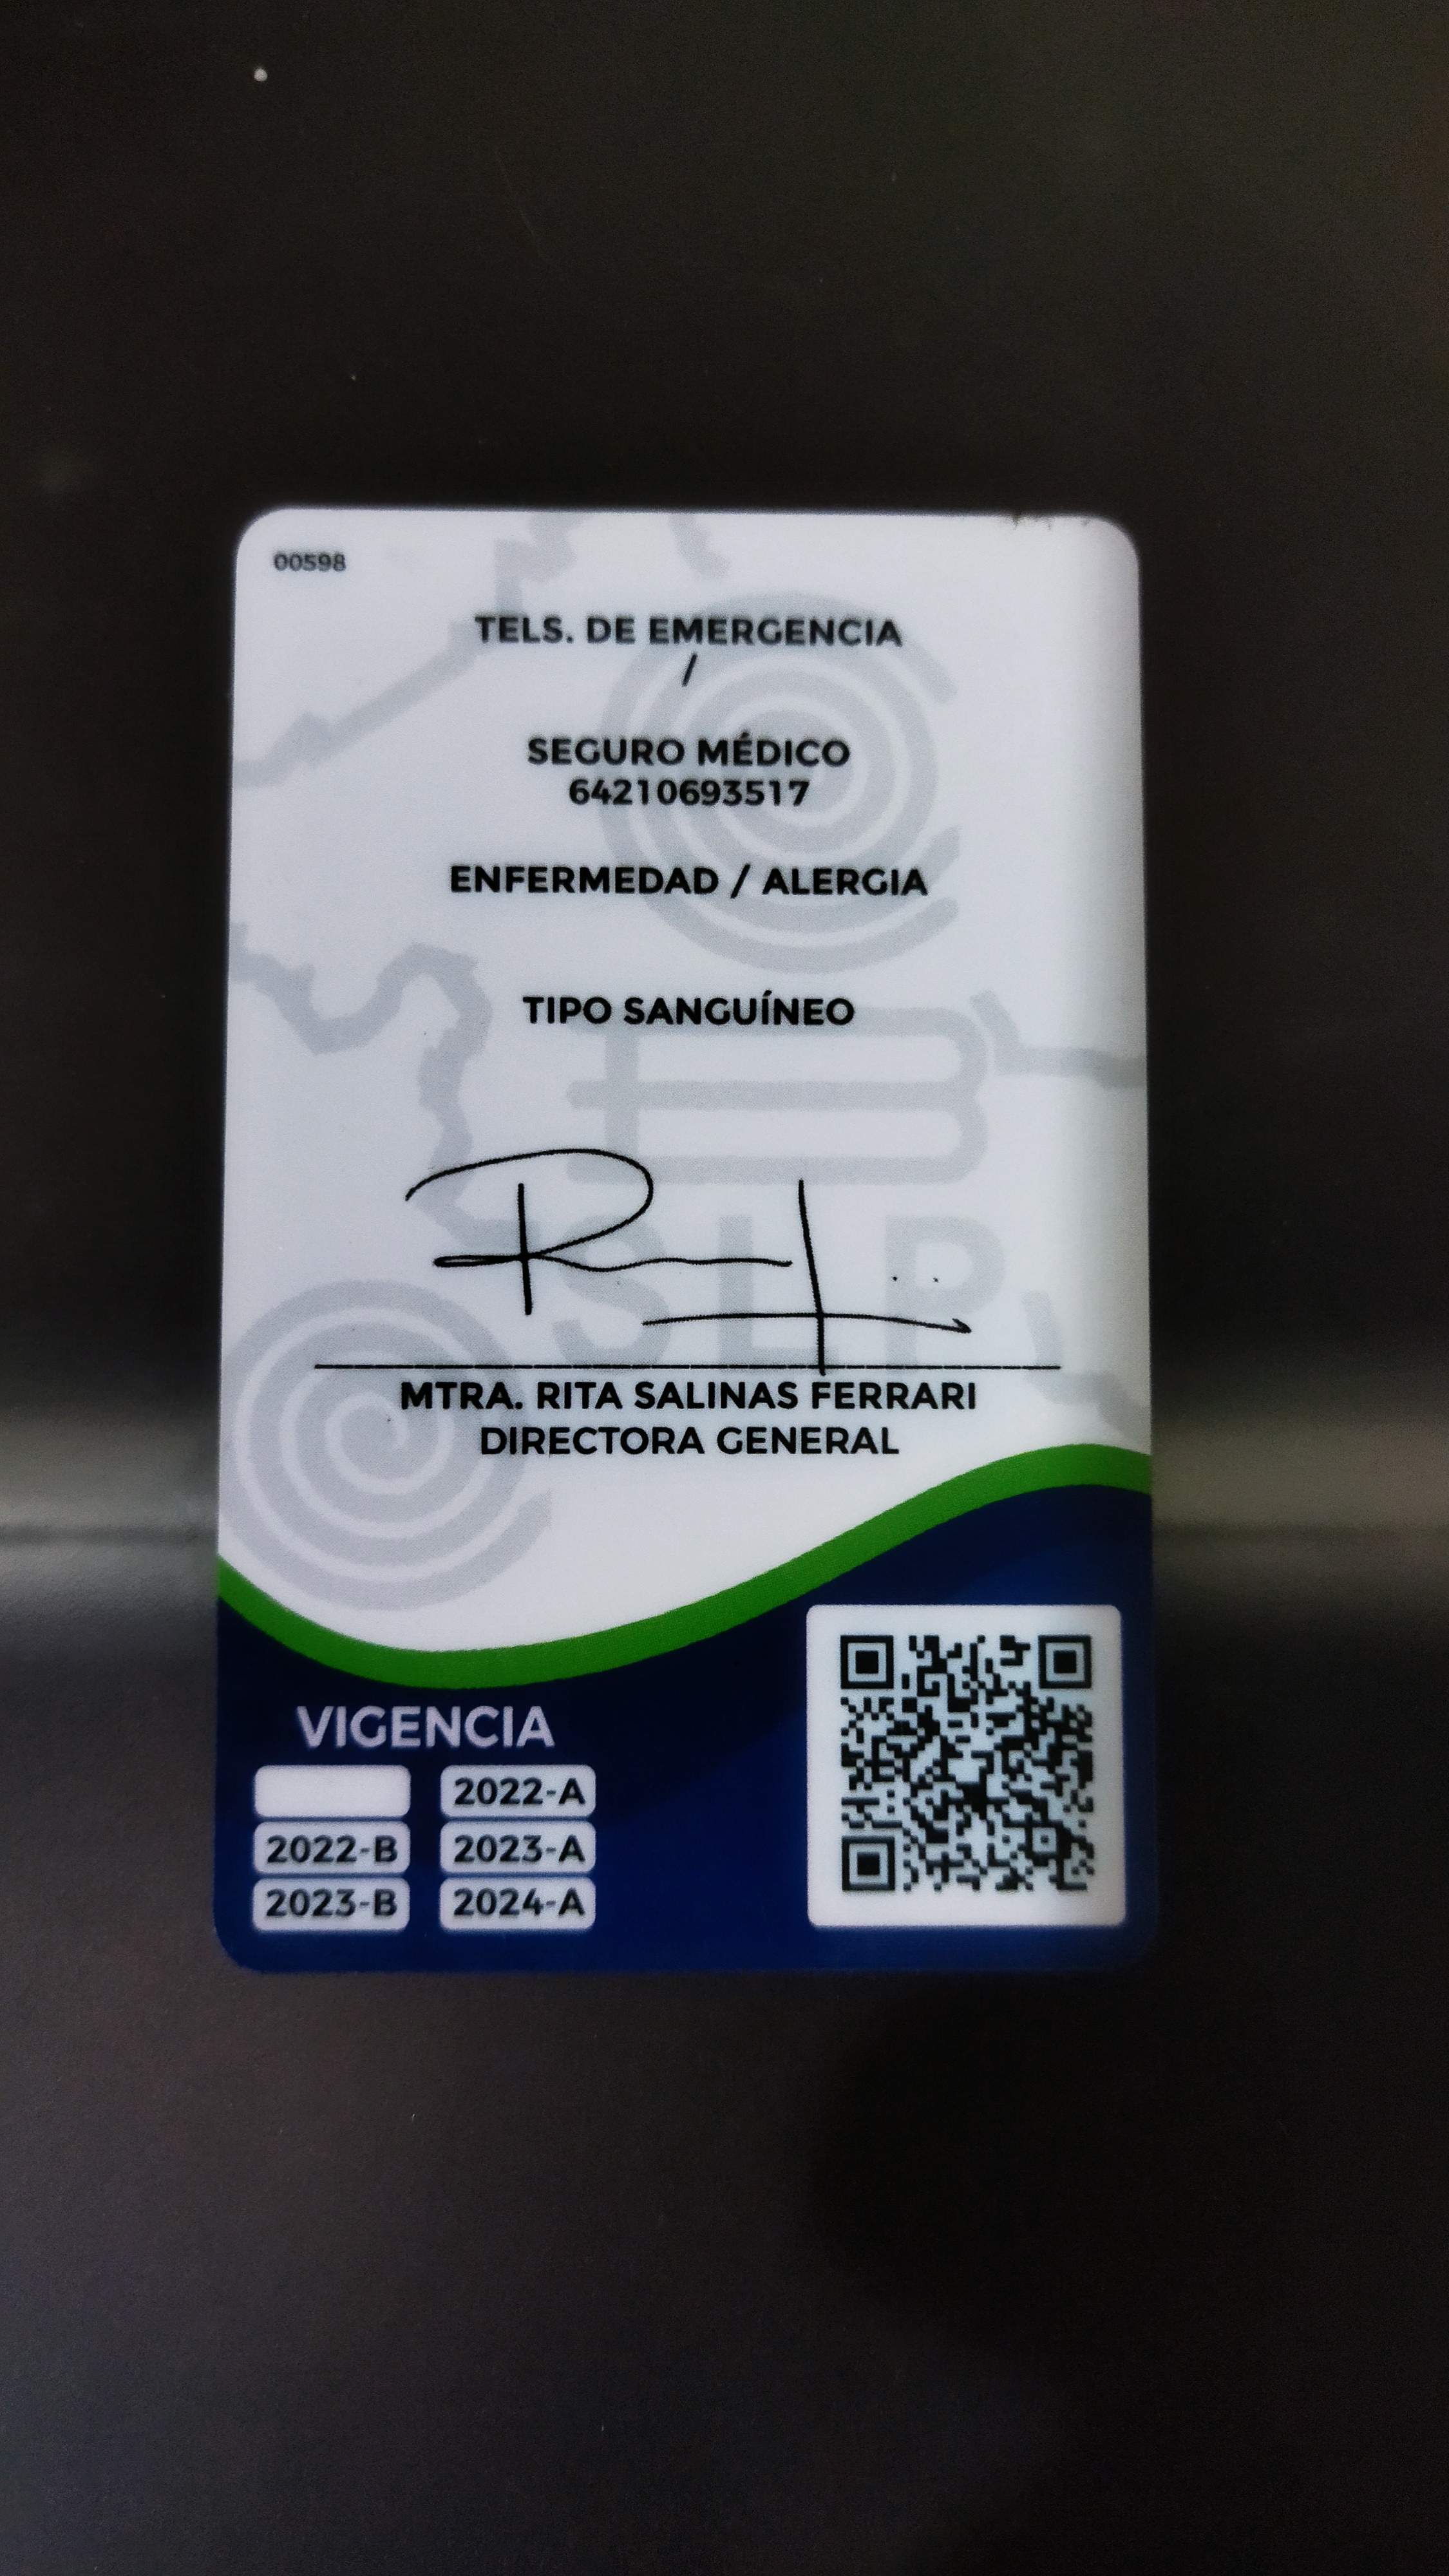 00598
TELS. DE EMERGENCIA
/
SEGURO MÉDICO
64210693517
ENFERMEDAD / ALERGIA
TIPO SANGUÍNEO
SLP
MTRA. RITA SALINAS FERRARI
DIRECTORA GENERAL
VIGENCIA
2022-A
2022-B 2023-A
2023-B 2024-A